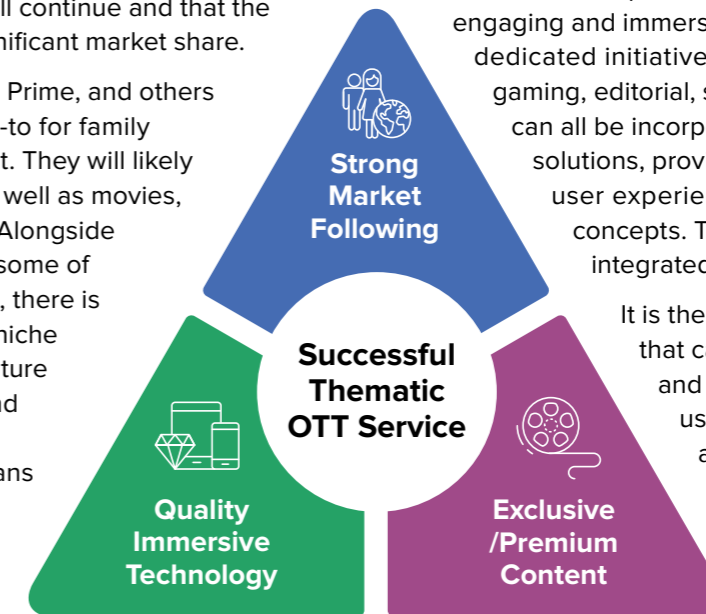 ll continue and that the
nificant market share.
Prime, and others
-to for family
t. They will likely
well as movies,
Alongside
some of
, there is
niche
ture
nd
ans
Strong
Market
Following
Successful
Thematic
OTT Service
Quality
Immersive
Technology
Exclusive
/Premium
Content
engaging and immers
dedicated initiative
gaming, editorial, s
can all be incorp
solutions, prov
user experie
concepts. T
integrated
It is the
that ca
and
us
a